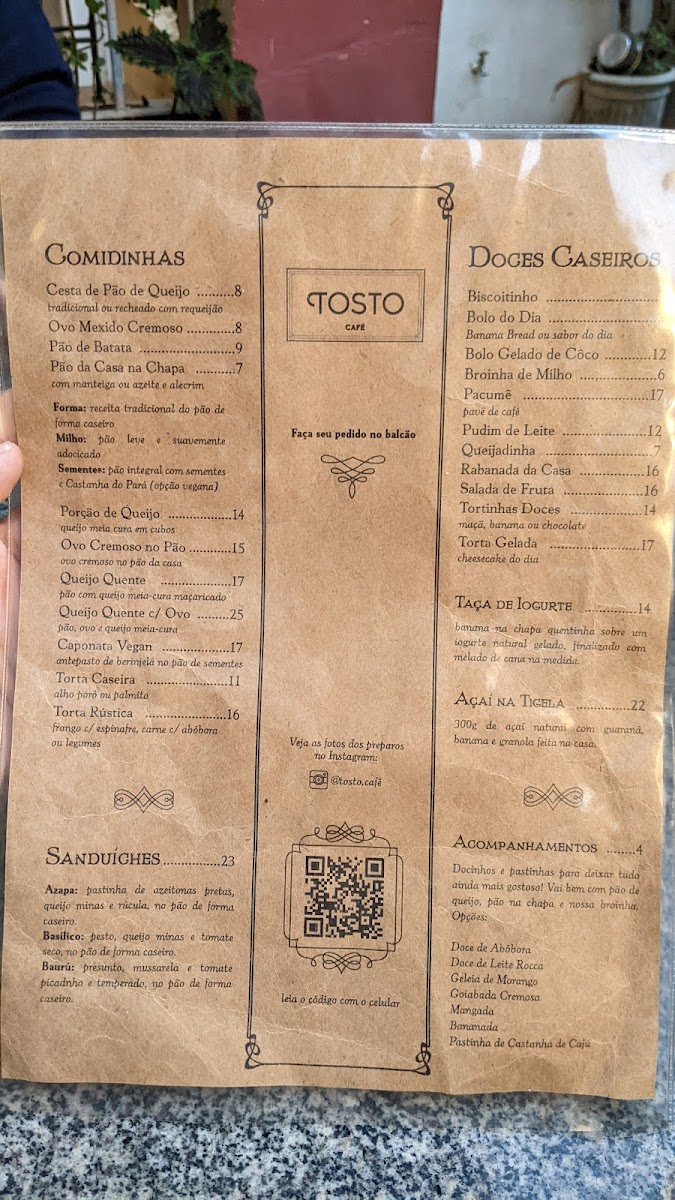 COMIDINHAS
Cesta de Pão de Queijo ..........8
tradicional ou recheado com requeijão
Ovo Mexido Cremoso ............8
Pão de Batata ......................9
Pão da Casa na Chapa .........7
com manteiga ou azeite e alecrim
Forma: receita tradicional do pão de
forma caseiro
Milho: pão leve e suavemente
adocicado
Sementes: pão integral com sementes
e Castanha do Pará (opção vegana)
Porção de Queijo ...............14
queijo meia cura em cubos
Ovo Cremoso no Pão ..........15
ovo cremoso no pão da casa
Queijo Quente ................17
pão com queijo meia-cura maçaricado
Queijo Quente c/ Ovo ........25
pão, ovo e queijo meia-cura
Caponata Vegan ................17
antepasto de berinjela no pão de sementes
Torta Caseira ...................11
alho poró ou palmito
Torta Rústica ...................16
frango c/ espinafre, carne c/ abóbora
ou legumes
SANDUÍCHES..............23
Azapa: pastinha de azeitonas pretas,
queijo minas e rúcula, no pão de forma
caseiro.
Basílico: pesto, queijo minas e tomate
seco, no pão de forma caseiro.
Baurú: presunto, mussarela e tomate
picadnho e temperado, no pão de forma
caseiro.
TOSTO
CAFÉ
Faça seu pedido no balcão
Veja as fotos dos preparos
no Instagram:
@tosto.café
leia o código com o celular
DOCES CASEIROS
Biscoitinho ..........................
Bolo do Dia .........................
Banana Bread ou sabor do dia
Bolo Gelado de Côco ............12
Broinha de Milho ..................6
Pacumê ...........................17
pavê de café
Pudim de Leite ...................12
Queijadinha ......................7
Rabanada da Casa ..............16
Salada de Fruta .................16
Tortinhas Doces .................14
maçã, banana ou chocolate
Torta Gelada .....................17
cheesecake do dia
TAÇA DE IOGURTE .............14
banana na chapa quentinha sobre um
iogurte natural gelado, finalizado com
melado de cana na medida.
AÇAÍ NA TIGELA .............22
300g de açaí natural com guaraná,
banana e granola feita na casa.
ACOMPANHAMENTOS ........4
Docinhos e pastinhas para deixar tudo
ainda mais gostoso! Vai bem com pão de
queijo, pão na chapa e nossa broinha.
Opções:
Doce de Abóbora
Doce de Leite Rocca
Geleia de Morango
Goiabada Cremosa
Mangada
Bananada
Pastinha de Castanha de Cajú